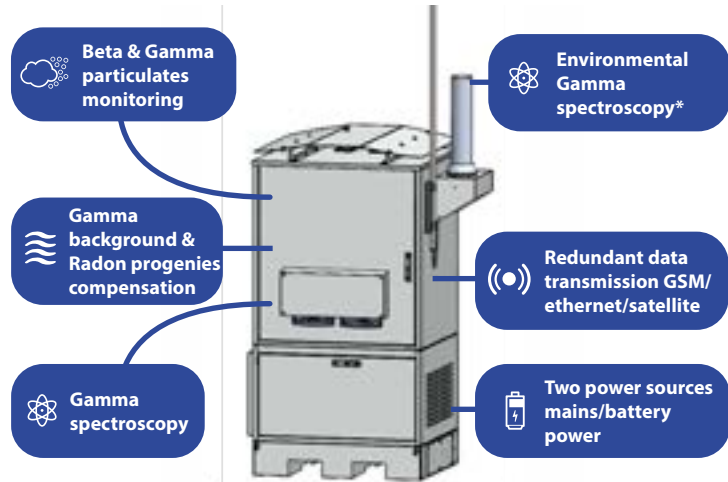 Beta & Gamma
particulates
monitoring
Environmental
Gamma
spectroscopy*
Gamma
background &
Radon progenies
compensation
Redundant data
transmission GSM/
ethernet/satellite
Gamma
spectroscopy
Two power sources
mains/battery
power